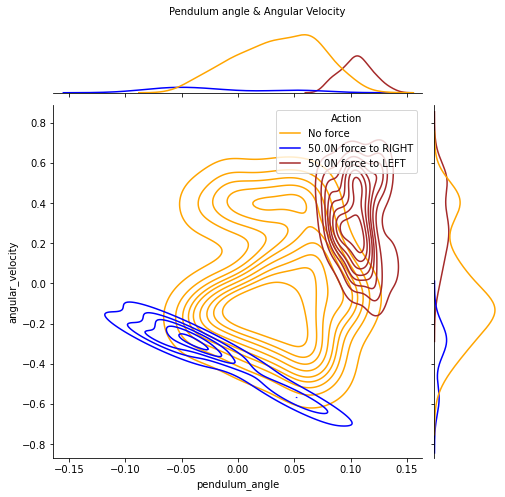 Pendulum angle & Angular Velocity
Action
No force
50.0N force to RIGHT
50.0N force to LEFT
0.8
0.6
0.4
0.2
0.0
−0.2
−0.4
−0.6
−0.8
angular_velocity
−0.15
−0.10
−0.05
0.00
0.05
0.10
0.15
pendulum_angle